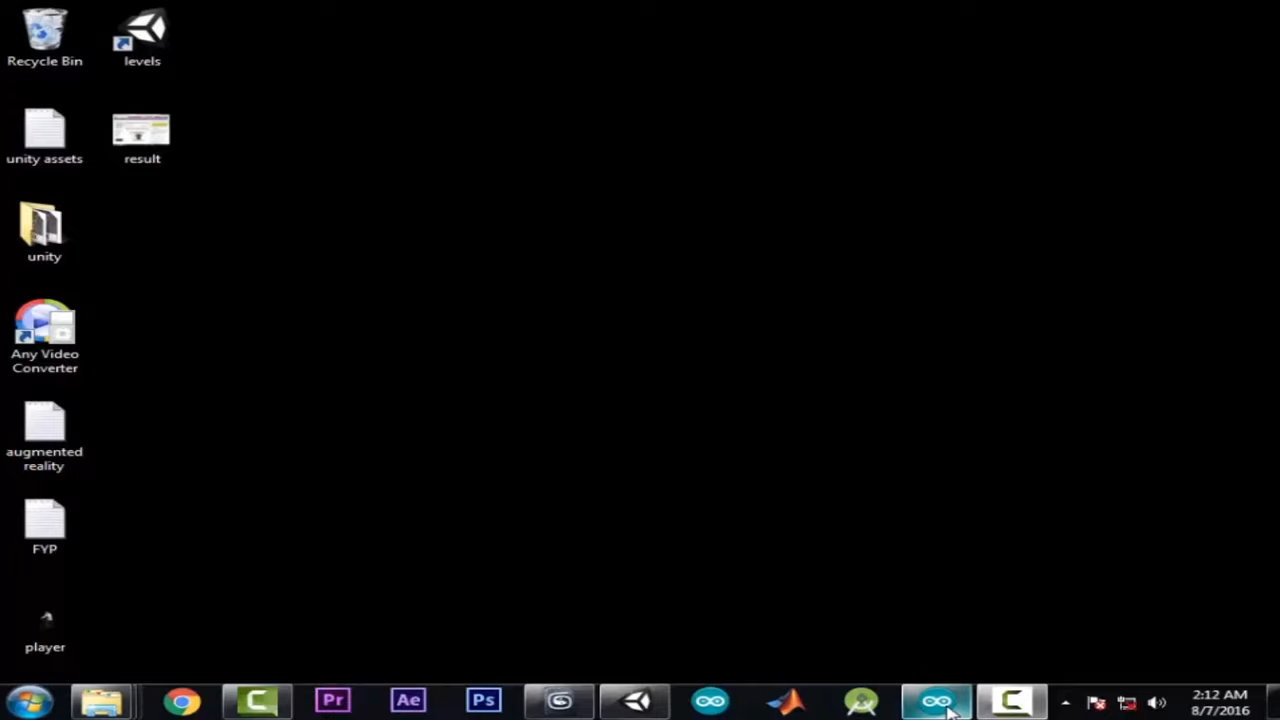 Recycle Bin
levels
unity assets
result
unity
Any Video
Converter
augmented
reality
FYP
player
Pr
Ae
Ps
2:12 AM
8/7/2016